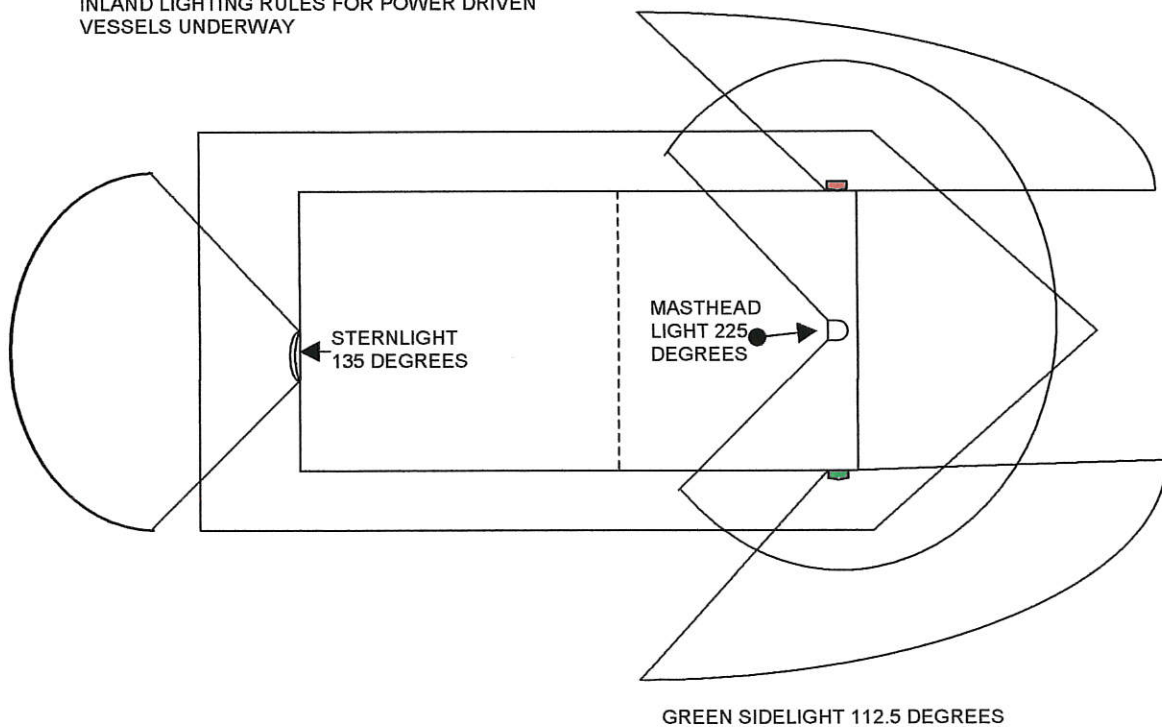 INLAND LIGHTING RULES FOR POWER DRIVEN
VESSELS UNDERWAY
STERNLIGHT
135 DEGREES
MASTHEAD
LIGHT 225
DEGREES
GREEN SIDELIGHT 112.5 DEGREES